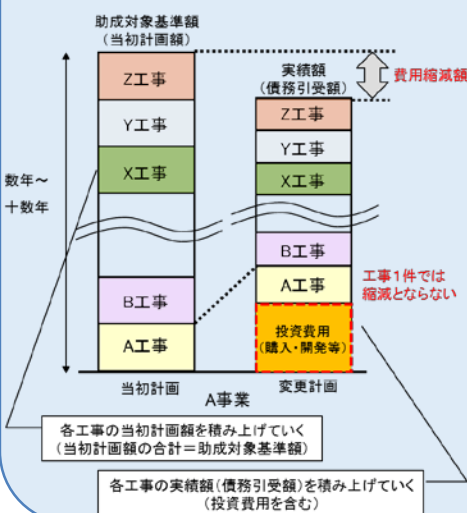 助成対象基準額
(当初計画額)
実績額
(債務引受額)
費用縮減額
Z工事
Y工事
X工事
B工事
A工事
数年～
十数年
Z工事
Y工事
X工事
B工事
A工事
投資費用
(購入・開発等)
工事1件では
縮減とならない
当初計画
変更計画
A事業
各工事の当初計画額を積み上げていく
(当初計画額の合計＝助成対象基準額)
各工事の実績額(債務引受額)を積み上げていく
(投資費用を含む)